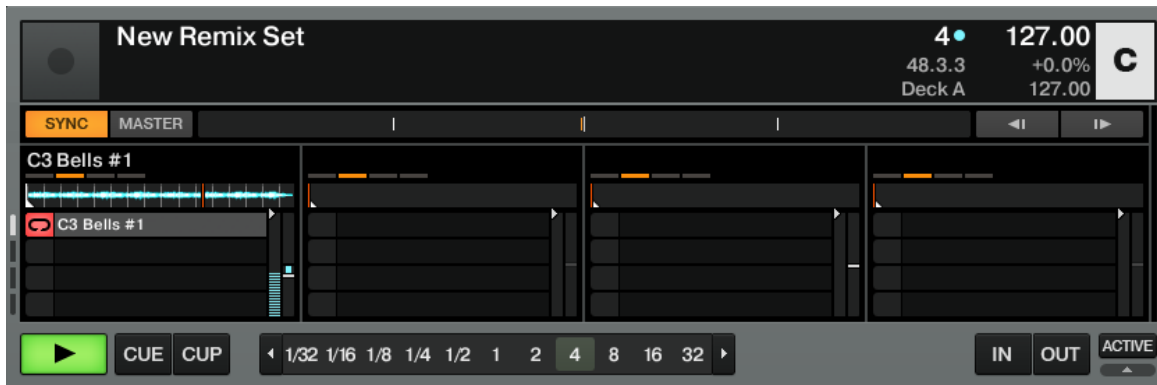 New Remix Set 4 127.00 C
48.3.3 +0.0%
Deck A 127.00
SYNC MASTER
C3 Bells #1
C3 Bells #1
CUE CUP 1/32 1/16 1/8 1/4 1/2 1 2 4 8 16 32 IN OUT ACTIVE